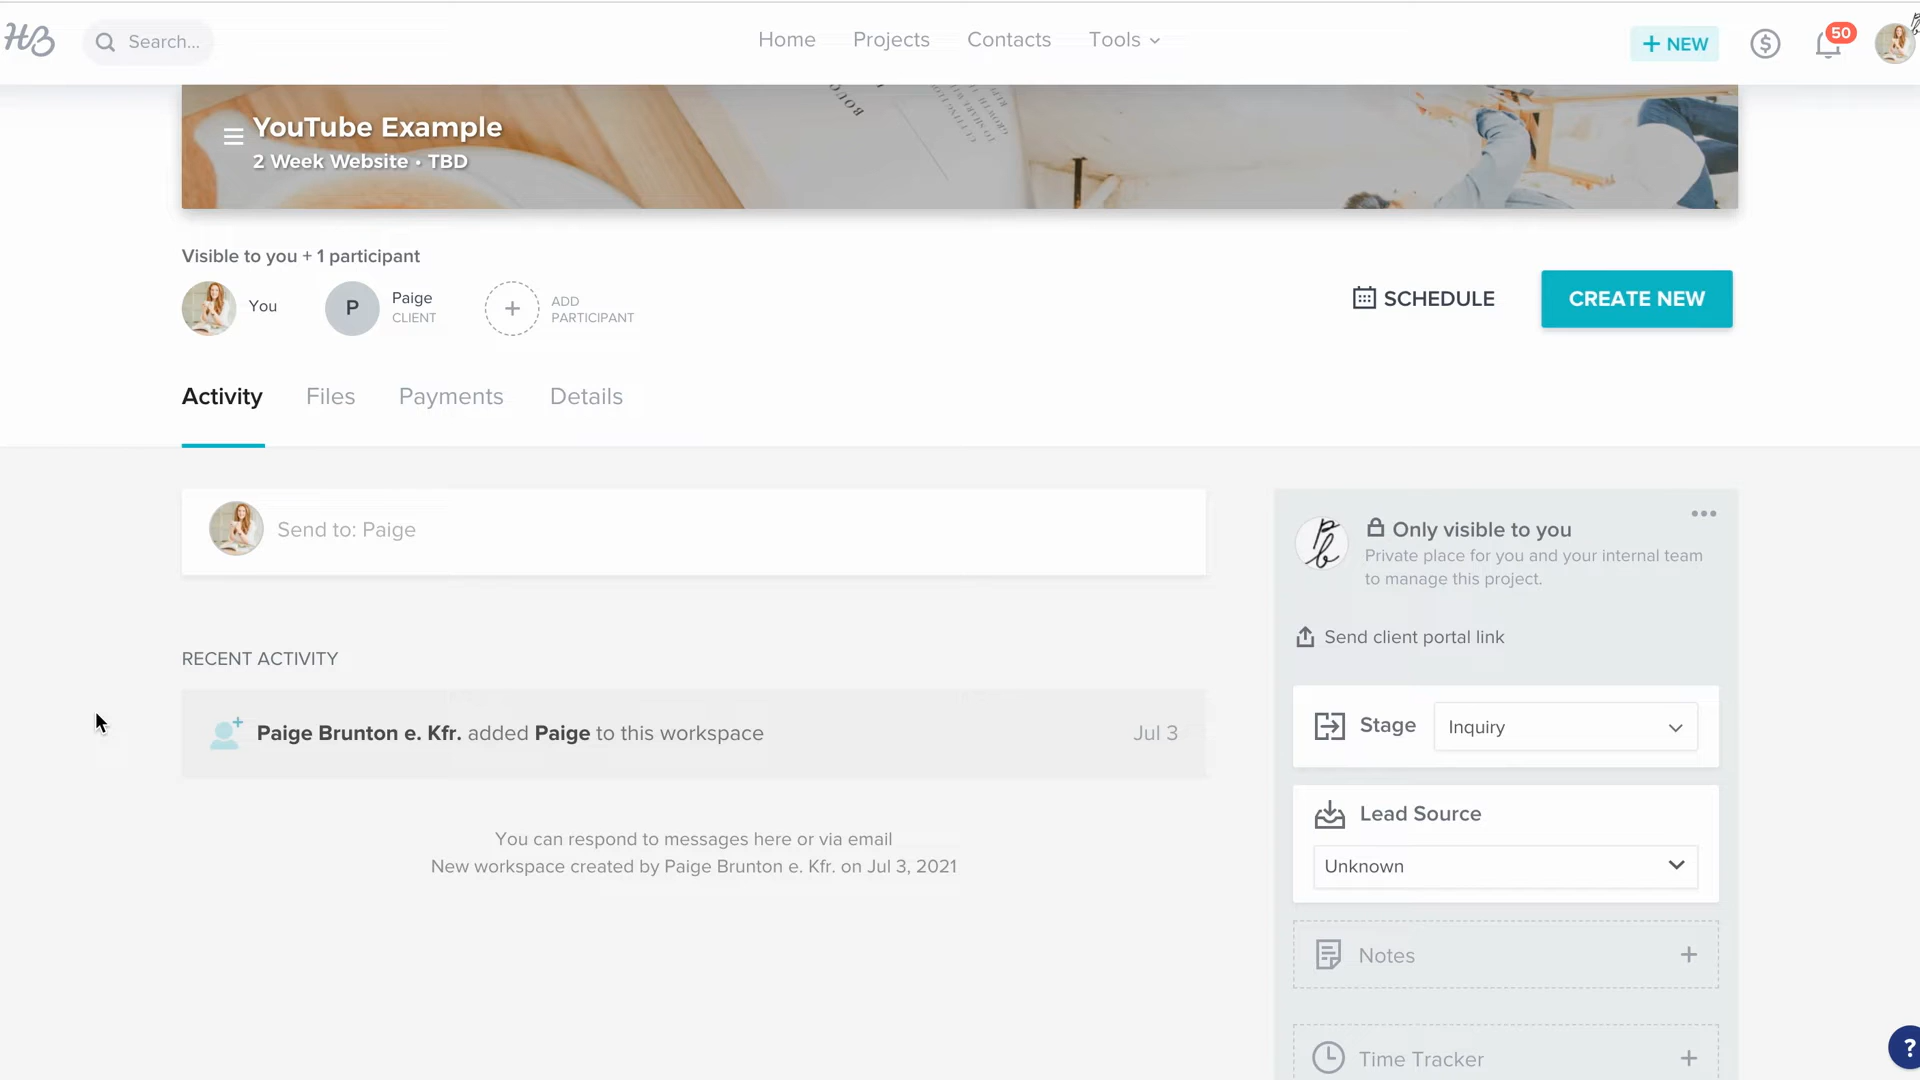 HB
Search...
Home
Projects
Contacts
Tools
+ NEW
50
YouTube Example
2 Week Website • TBD
Visible to you + 1 participant
You
P
Paige
CLIENT
+
ADD
PARTICIPANT
SCHEDULE
CREATE NEW
Activity
Files
Payments
Details
Send to: Paige
RECENT ACTIVITY
Paige Brunton e. Kfr. added Paige to this workspace
Jul 3
You can respond to messages here or via email
New workspace created by Paige Brunton e. Kfr. on Jul 3, 2021
pb
Only visible to you
Private place for you and your internal team
to manage this project.
Send client portal link
Stage
Inquiry
Lead Source
Unknown
Notes
+
Time Tracker
+
?